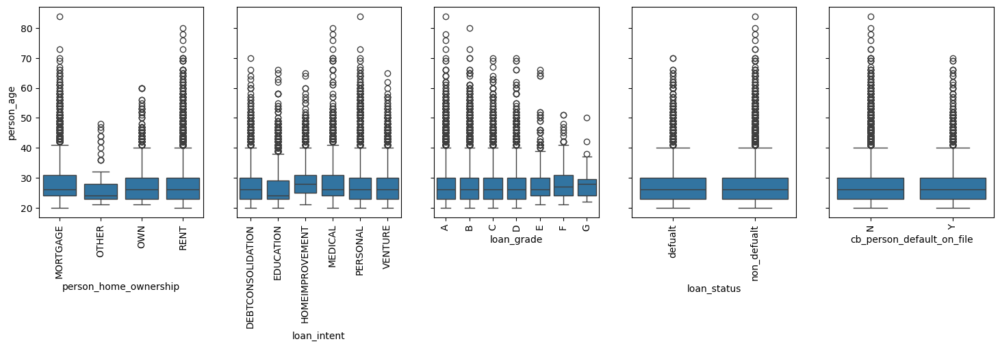 person_age
80
70
60
50
40
30
20
MORTGAGE
OTHER
OWN
RENT
person_home_ownership
DEBTCONSOLIDATION
EDUCATION
HOMEIMPROVEMENT
MEDICAL
PERSONAL
VENTURE
loan_intent
A
B
C
D
E
F
G
loan_grade
defualt
non_defualt
loan_status
N
Y
cb_person_default_on_file